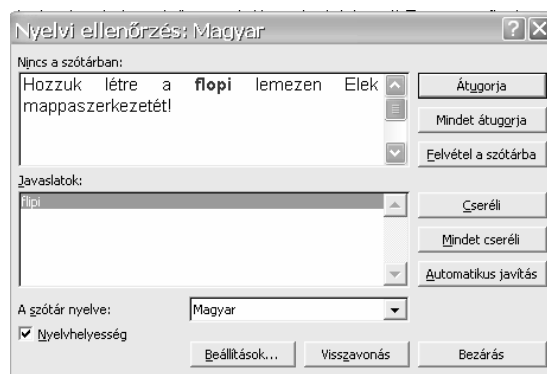 Nyelvi ellenőrzés: Magyar
Nincs a szótárban:
Hozzuk létre a flopi lemezen Elek
mappaszerkezetét!
Átugorja
Mindet átugorja
Felvétel a szótárba
Javaslatok:
flipi
Cseréli
Mindet cseréli
Automatikus javítás
A szótár nyelve:
Magyar
Nyelvhelyesség
Beállítások...
Visszavonás
Bezárás